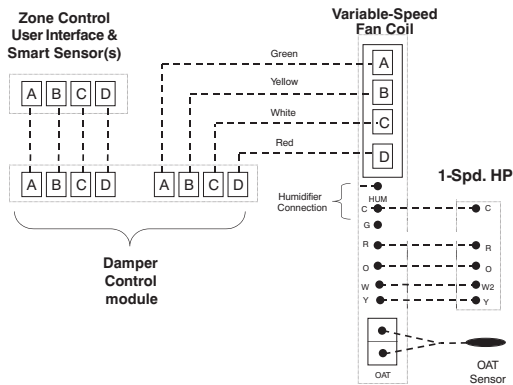 Zone Control
User Interface &
Smart Sensor(s)
A B C D
A B C D
A B C D
Damper
Control
module
Green
Yellow
White
Red
Variable-Speed
Fan Coil
A
B
C
D
Humidifier
Connection
HUM
C
G
R
O
W
Y
OAT
1-Spd. HP
C
R
O
W2
Y
OAT
Sensor